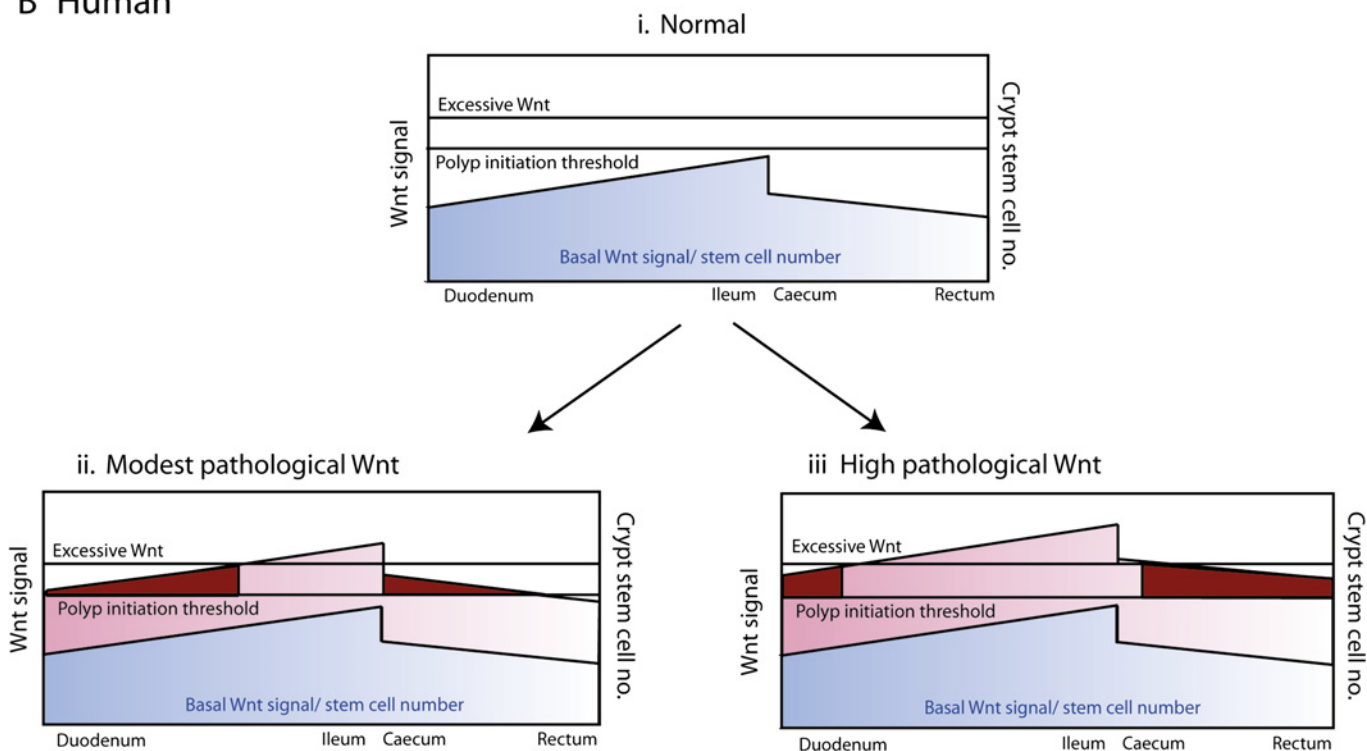 B Human
i. Normal
Excessive Wnt
Polyp initiation threshold
Wnt signal
Crypt stem cell no.
Basal Wnt signal/ stem cell number
Duodenum Ileum Caecum Rectum
ii. Modest pathological Wnt
Excessive Wnt
Polyp initiation threshold
Wnt signal
Crypt stem cell no.
Basal Wnt signal/ stem cell number
Duodenum Ileum Caecum Rectum
iii High pathological Wnt
Excessive Wnt
Polyp initiation threshold
Wnt signal
Crypt stem cell no.
Basal Wnt signal/ stem cell number
Duodenum Ileum Caecum Rectum